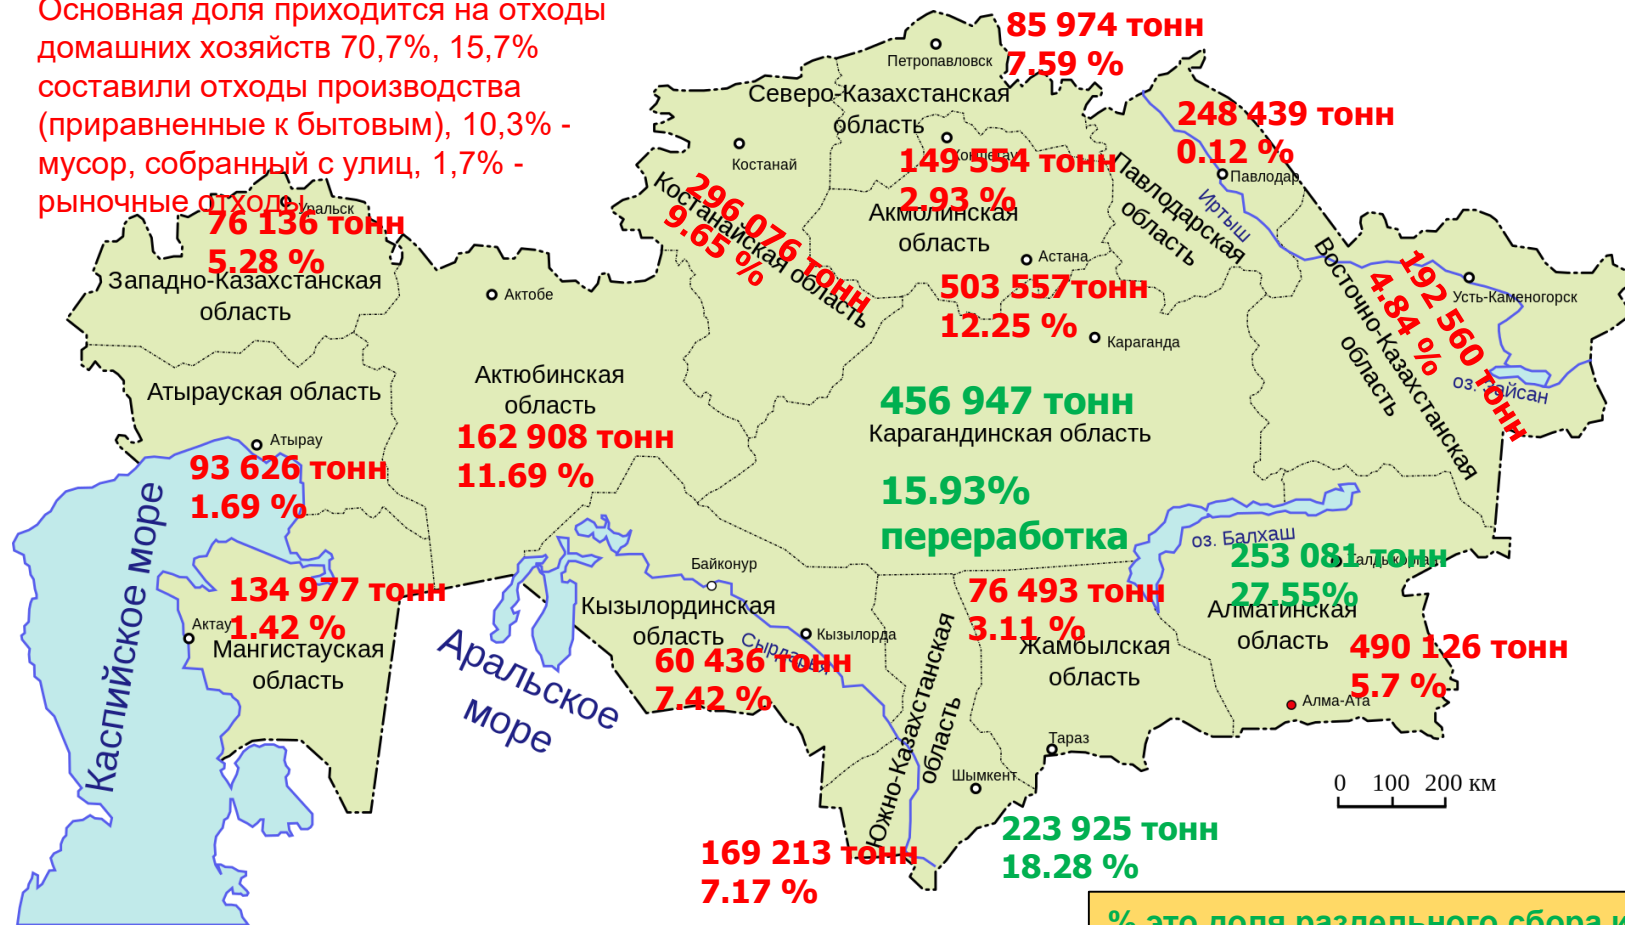 Основная доля приходится на отходы
домашних хозяйств 70,7%, 15,7%
составили отходы производства
(приравненные к бытовым), 10,3% -
мусор, собранный с улиц, 1,7% -
рыночные отходы
85 974 тонн
7.59 %
Петропавловск
Северо-Казахстанская
область
248 439 тонн
0.12 %
Павлодар
Иртыш
Павлодарская
область
Костанай
149 554 тонн
2.93 %
Акмолинская
область
296 076 тонн
9.65 %
Костанайская область
Уральск
76 136 тонн
5.28 %
Западно-Казахстанская
область
Астана
503 557тонн
12.25 %
Актобе
Караганда
192 560 тонн
4.84 %
Восточно-Казахстанская
область
Усть-Каменогорск
оз. Зайсан
Атырауская область
Актюбинская
область
162 908 тонн
11.69 %
456 947 тонн
Карагандинская область
15.93%
переработка
Атырау
93 626 тонн
1.69 %
Каспийское море
оз. Балхаш
253 081 тонн
27.55%
Алматинская
область
Байконур
Кызылординская
область
Кызылорда
60 436 тонн
7.42 %
76 493 тонн
3.11 %
Жамбылская
область
134 977 тонн
1.42 %
Актау
Мангистауская
область
Аральское
море
490 126 тонн
5.7 %
Алма-Ата
Южно-Казахстанская
область
Тараз
Шымкент
0 100 200 км
223 925 тонн
18.28 %
169 213 тонн
7.17 %
% это доля раздельного сбора и